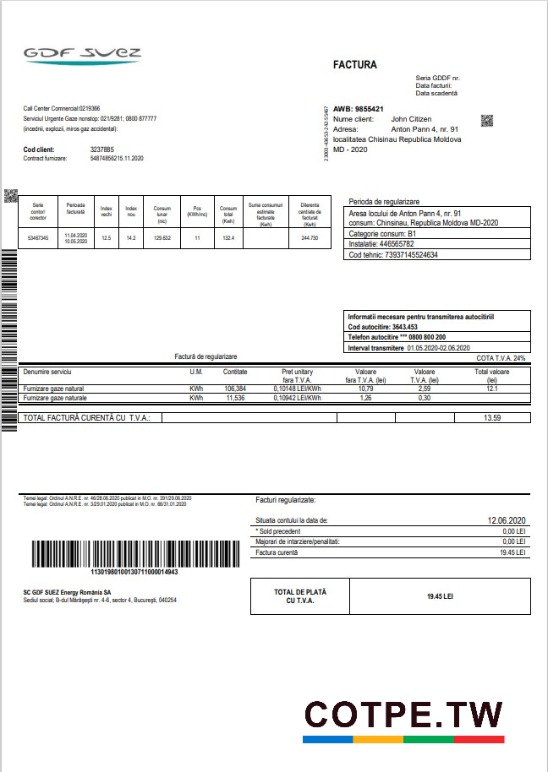 GDF SUEZ
FACTURA
Seria GDDF nr.
Data facturii:
Data scadentă
Call Center Commercial:0219366
Serviciul Urgente Gaze nonstop: 021/9281; 0800 877777
(incednii, explozii, miros gaz accidental):
Cod client: 3237885
Contract furnizare: 54874856215.11.2020
AWB: 9855421
Nume client: John Citizen
Adresa: Anton Pann 4, nr. 91
localitatea Chisinau Republica Moldova
MD - 2020
Serie contor/ corector
Perioada facturată
Index vechi
Index nou
Consum lunar (mc)
Pcs (KWh/mc)
Consum total (Kwh)
Suma consumuri estimate facturate (Kwh)
Diferenta cantiate de facturat (Kwh)
53467345 11.04.2020 10.05.2020 12.5 14.2 129.622 11 132.4 244.730
Perioda de regularizare
Aresa locului de Anton Pann 4, nr. 91
consum: Chinsinau, Republica Moldova MD-2020
Categorie consum: B1
Instalatie: 446565782
Cod tehnic: 73937145524634
Informatii mecesare pentru transmiterea autocitirii
Cod autocitire: 3643.453
Telefon autocitire *** 0800 800 200
Interval transmitere 01.05.2020-02.06.2020
Factură de regularizare
COTA T.V.A. 24%
Denumire serviciu U.M. Contitate Pret unitary fara T.V.A. Valoare fara T.V.A. (lei) Valoare T.V.A. (lei) Total valoare (lei)
Furnizare gaze natural KWh 106,384 0,10148 LEI/KWh 10,79 2,59 12.1
Furnizare gaze naturale KWh 11,536 0,10942 LEI/KWh 1,26 0,30
TOTAL FACTURĂ CURENTĂ CU T.V.A.: 13.59
Temei legal: Ordinul A.N.R.E. nr. 46/28.06.2020 publicat in M.O. nr 391/29.06.2020
Temei legal: Ordinul A.N.R.E. nr. 3.05/01.2020 publicat in M.O. nr. 66/31.01.2020
Facturi regularizate:
Situatia contului la data de: 12.06.2020
* Sold precedent 0,00 LEI
Majorari de intarziere/penalitati: 0,00 LEI
Factura curentă 19.45 LEI
11301980100130711000014943
SC GDF SUEZ Energy România SA
Sediul social; B-dul Mărăşeşti nr. 4-6, sector 4, Bucureşti, 040254
TOTAL DE PLATĂ
CU T.V.A.
19.45 LEI
COTPE.TW